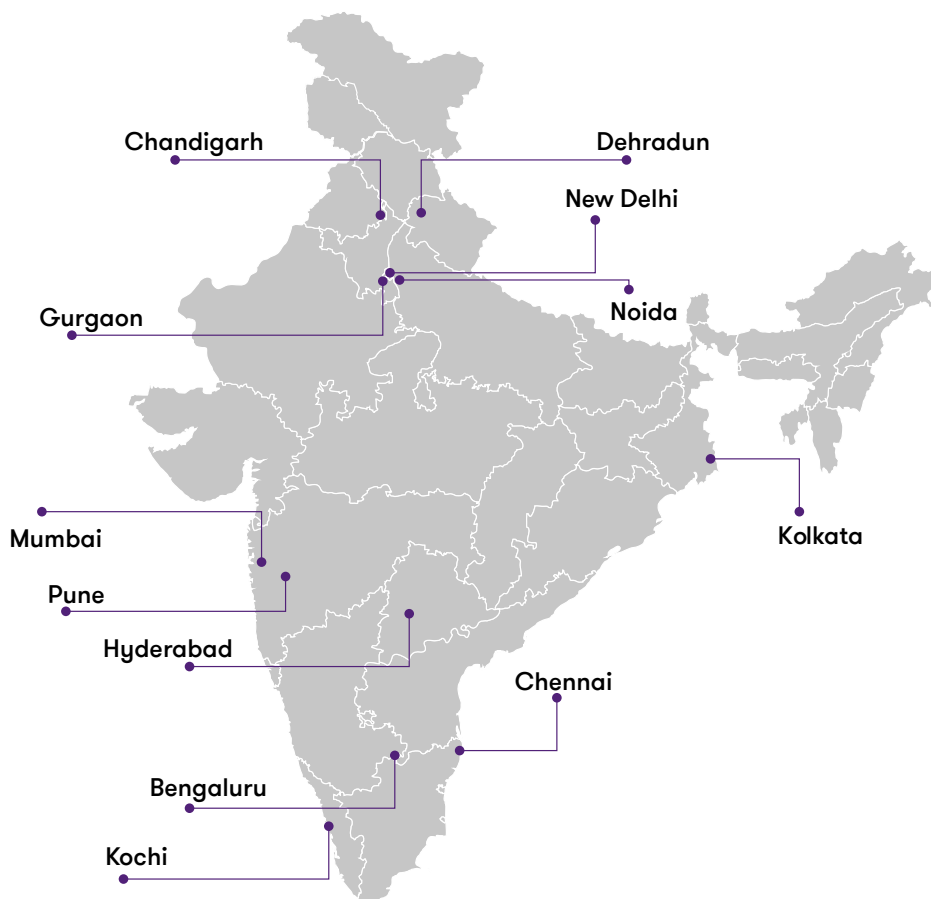 Chandigarh
Dehradun
New Delhi
Gurgaon
Noida
Mumbai
Kolkata
Pune
Hyderabad
Chennai
Bengaluru
Kochi